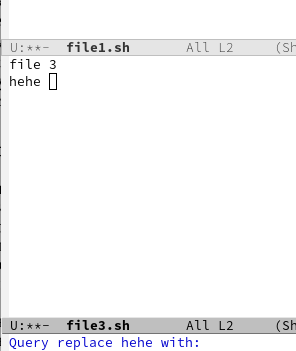 U:**-  file1.sh       All L2     (Sh
file 3
hehe
U:**-  file3.sh       All L2     (Sh
Query replace hehe with: